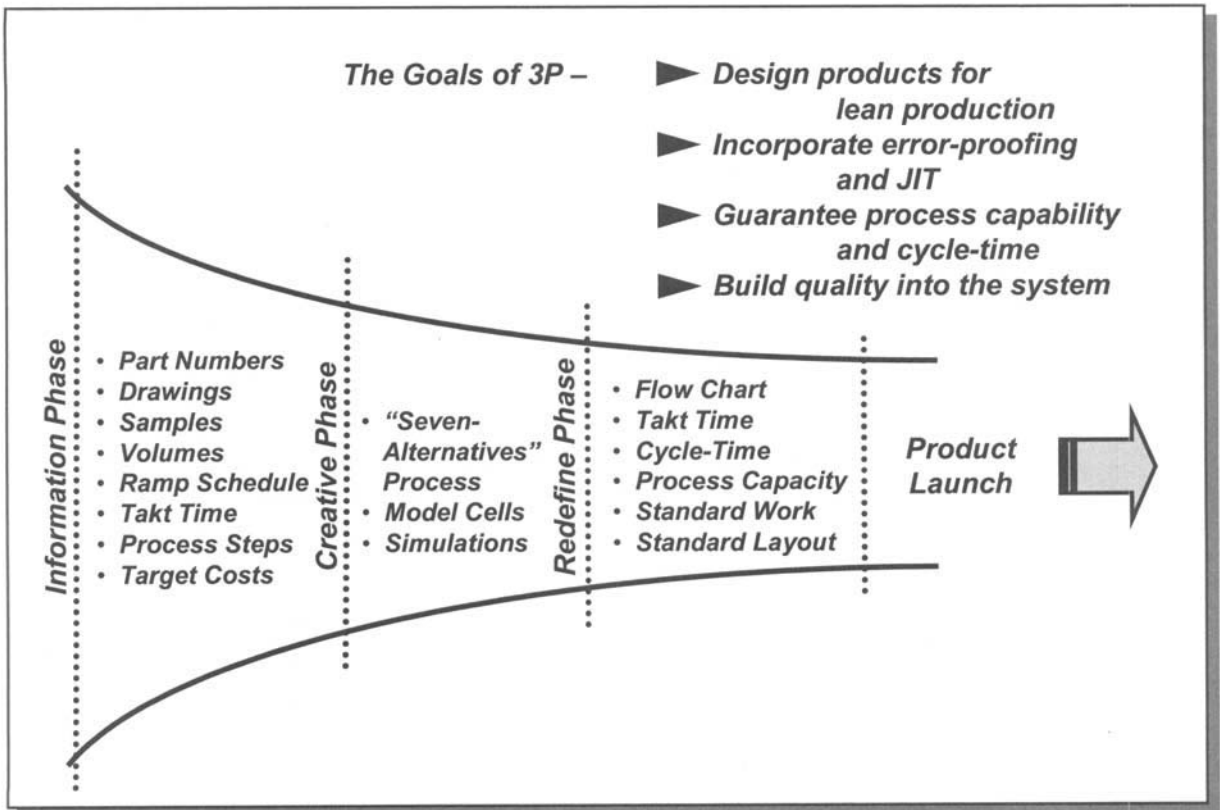 The Goals of 3P –
► Design products for
lean production
► Incorporate error-proofing
and JIT
► Guarantee process capability
and cycle-time
► Build quality into the system
Information Phase
• Part Numbers
• Drawings
• Samples
• Volumes
• Ramp Schedule
• Takt Time
• Process Steps
• Target Costs
Creative Phase
• “Seven-
Alternatives”
Process
• Model Cells
• Simulations
Redefine Phase
• Flow Chart
• Takt Time
• Cycle-Time
• Process Capacity
• Standard Work
• Standard Layout
Product
Launch